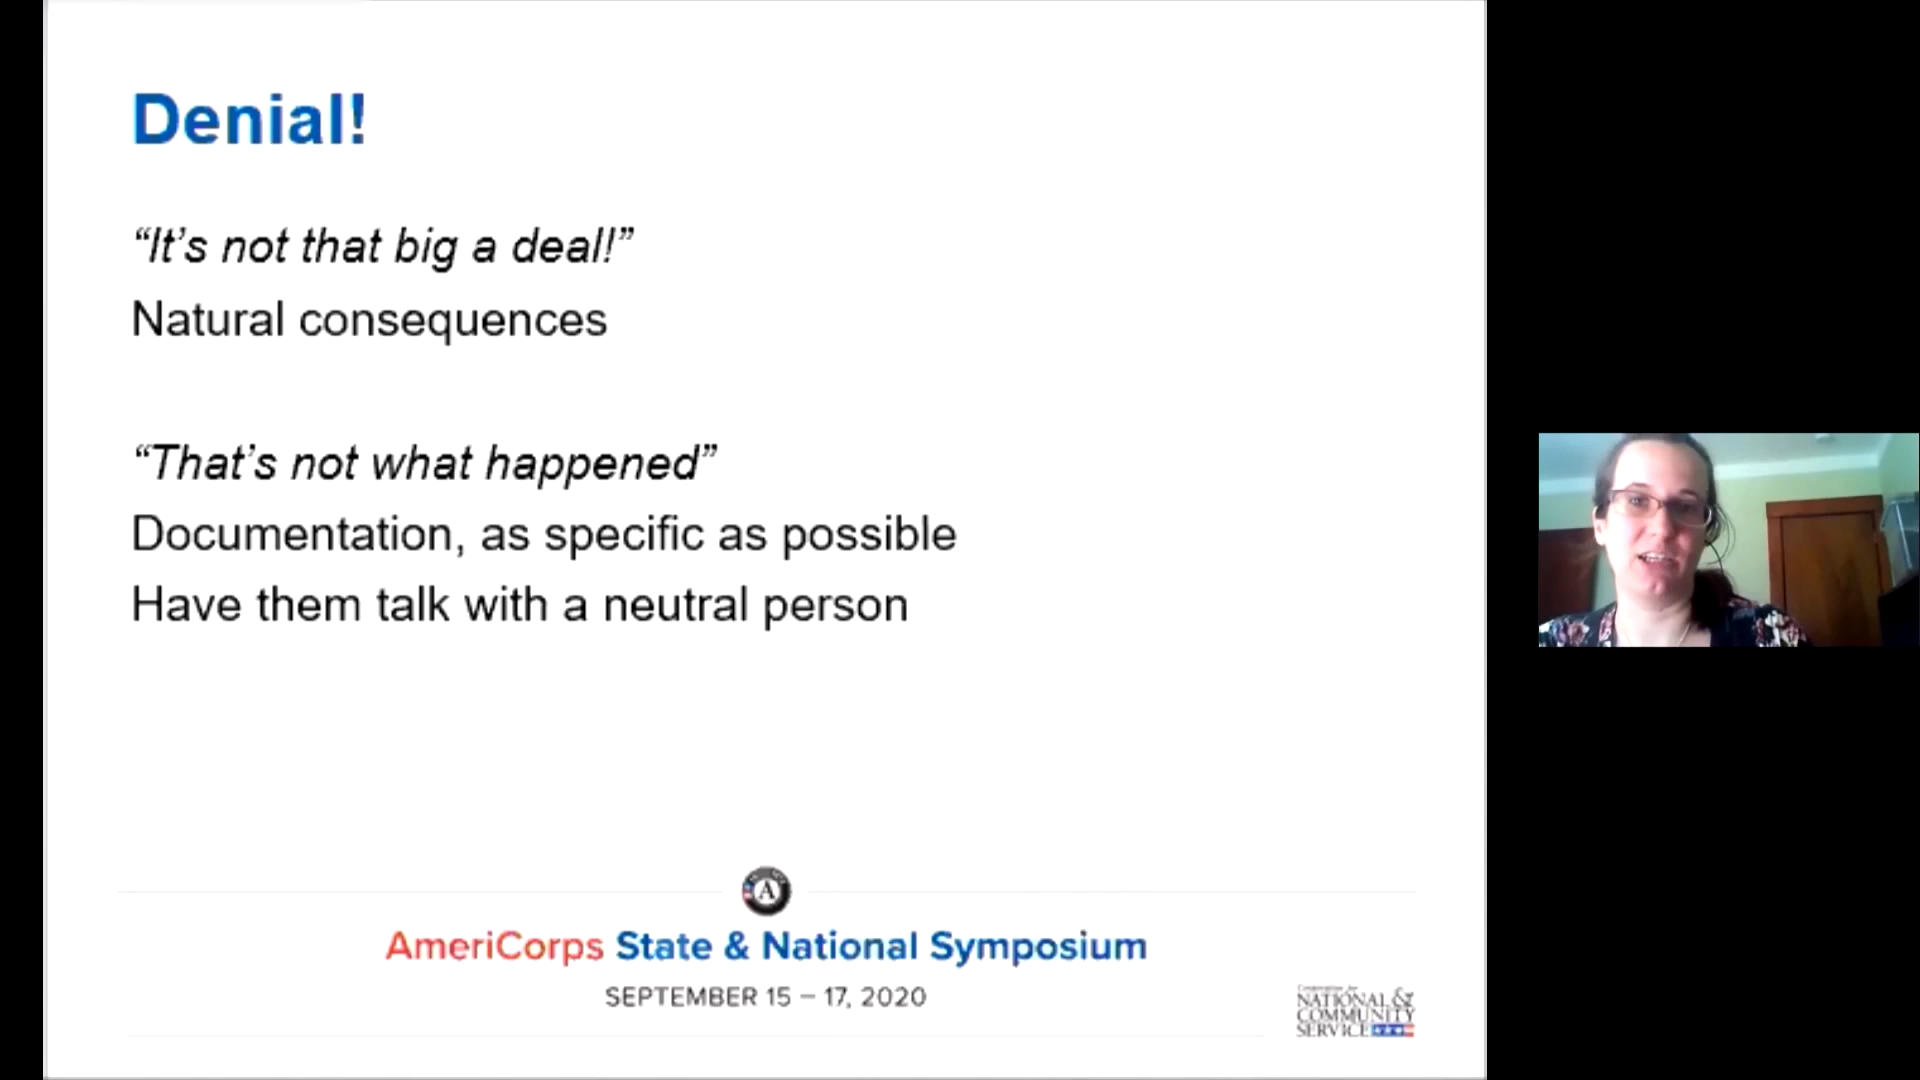 Denial!
“It’s not that big a deal!”
Natural consequences
“That’s not what happened”
Documentation, as specific as possible
Have them talk with a neutral person
A
AmeriCorps State & National Symposium
SEPTEMBER 15 – 17, 2020
Corporation for
NATIONAL &
COMMUNITY
SERVICE